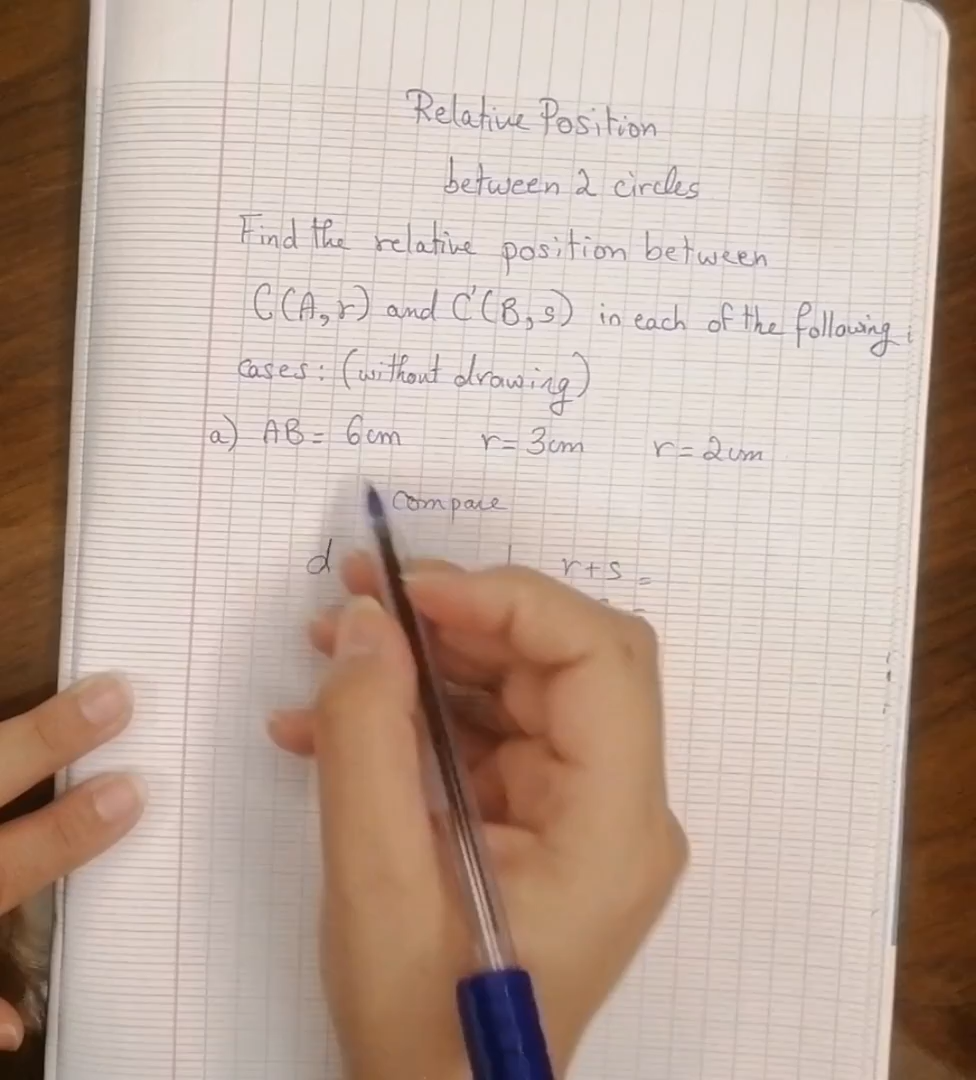 Relative Position
between 2 circles
Find the relative position between
C(A,r) and C'(B,s) in each of the following
cases: (without drawing)
a) AB = 6cm r = 3cm r = 2cm
Compare
d r+s =